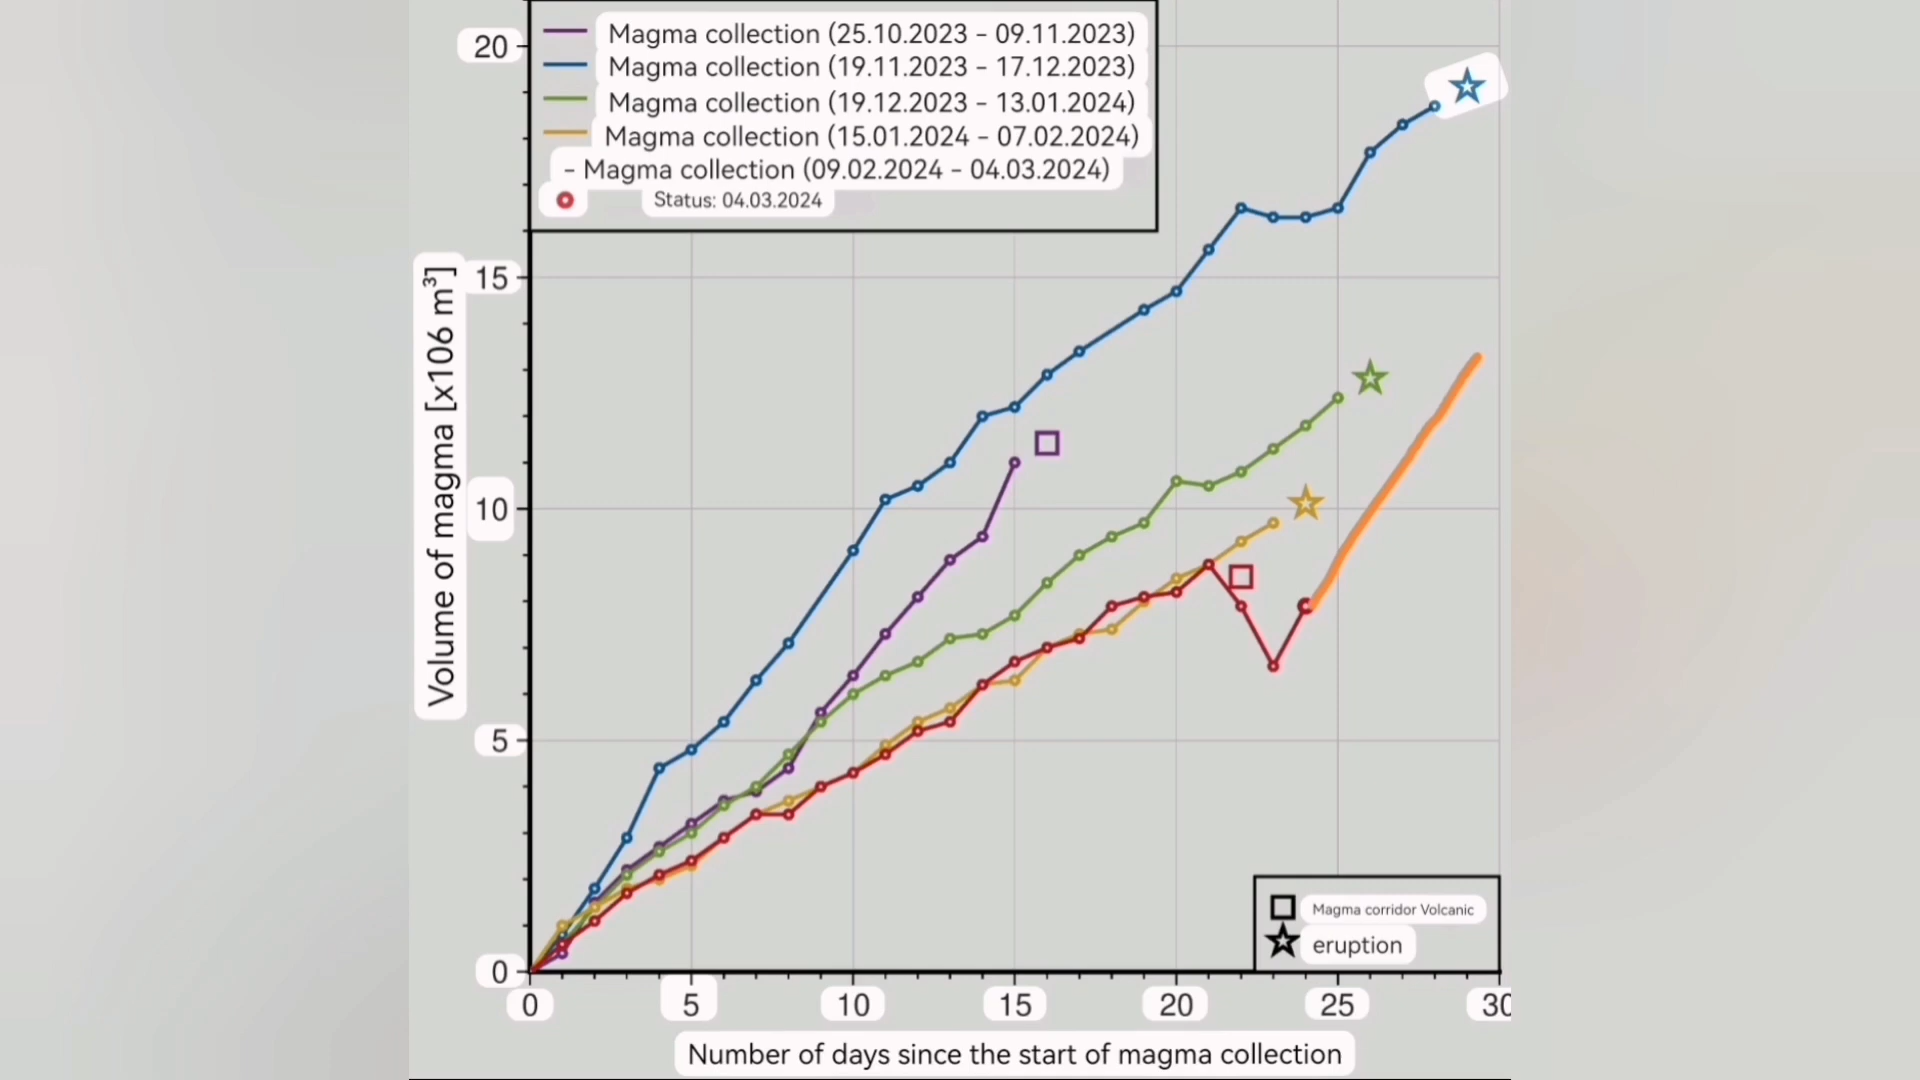 Magma collection (25.10.2023 - 09.11.2023)
Magma collection (19.11.2023 - 17.12.2023)
Magma collection (19.12.2023 - 13.01.2024)
Magma collection (15.01.2024 - 07.02.2024)
- Magma collection (09.02.2024 - 04.03.2024)
Status: 04.03.2024
20
15
10
5
0
Volume of magma [x106 m³]
Magma corridor Volcanic
eruption
0 5 10 15 20 25 30
Number of days since the start of magma collection